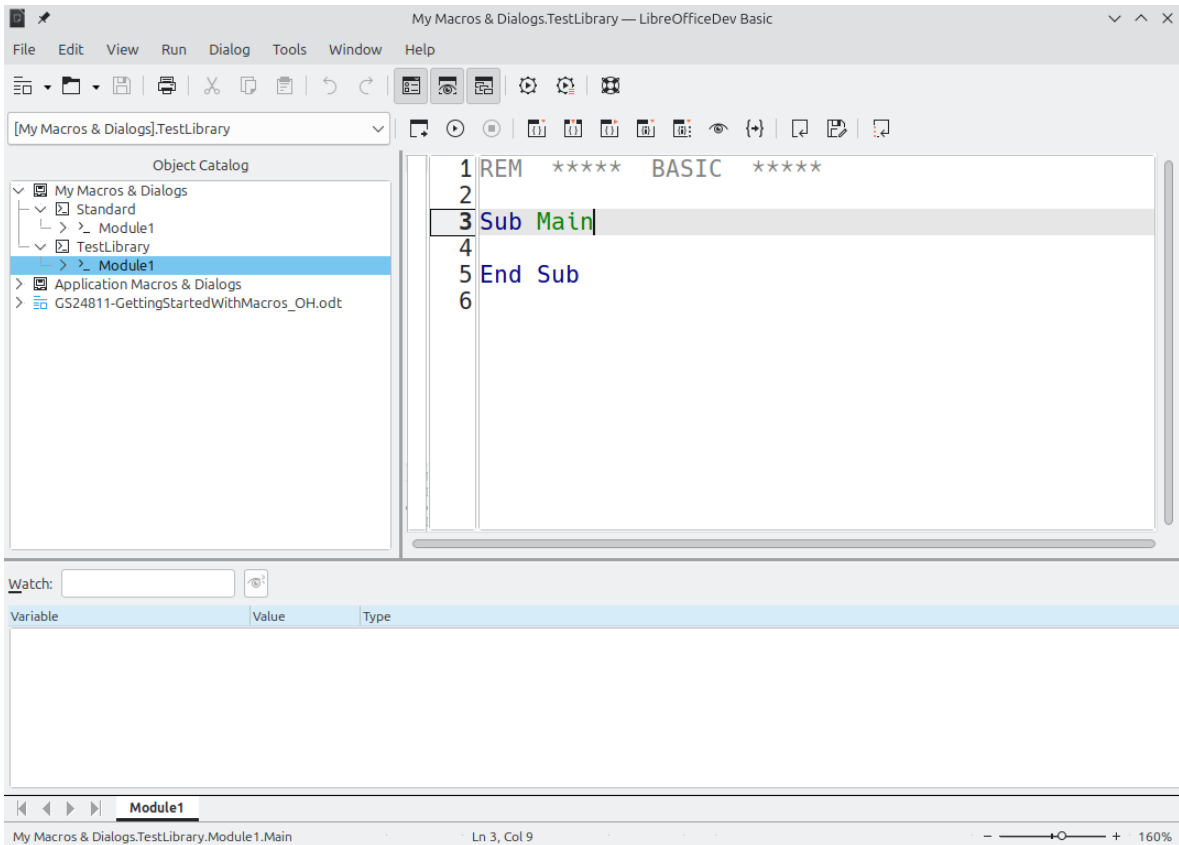 My Macros & Dialogs.TestLibrary — LibreOfficeDev Basic
File Edit View Run Dialog Tools Window Help
[My Macros & Dialogs].TestLibrary
Object Catalog
My Macros & Dialogs
Standard
Module1
TestLibrary
Module1
Application Macros & Dialogs
GS24811-GettingStartedWithMacros_OH.odt
1 REM ***** BASIC *****
2
3 Sub Main
4
5 End Sub
6
Watch:
Variable Value Type
Module1
My Macros & Dialogs.TestLibrary.Module1.Main Ln 3, Col 9 160%